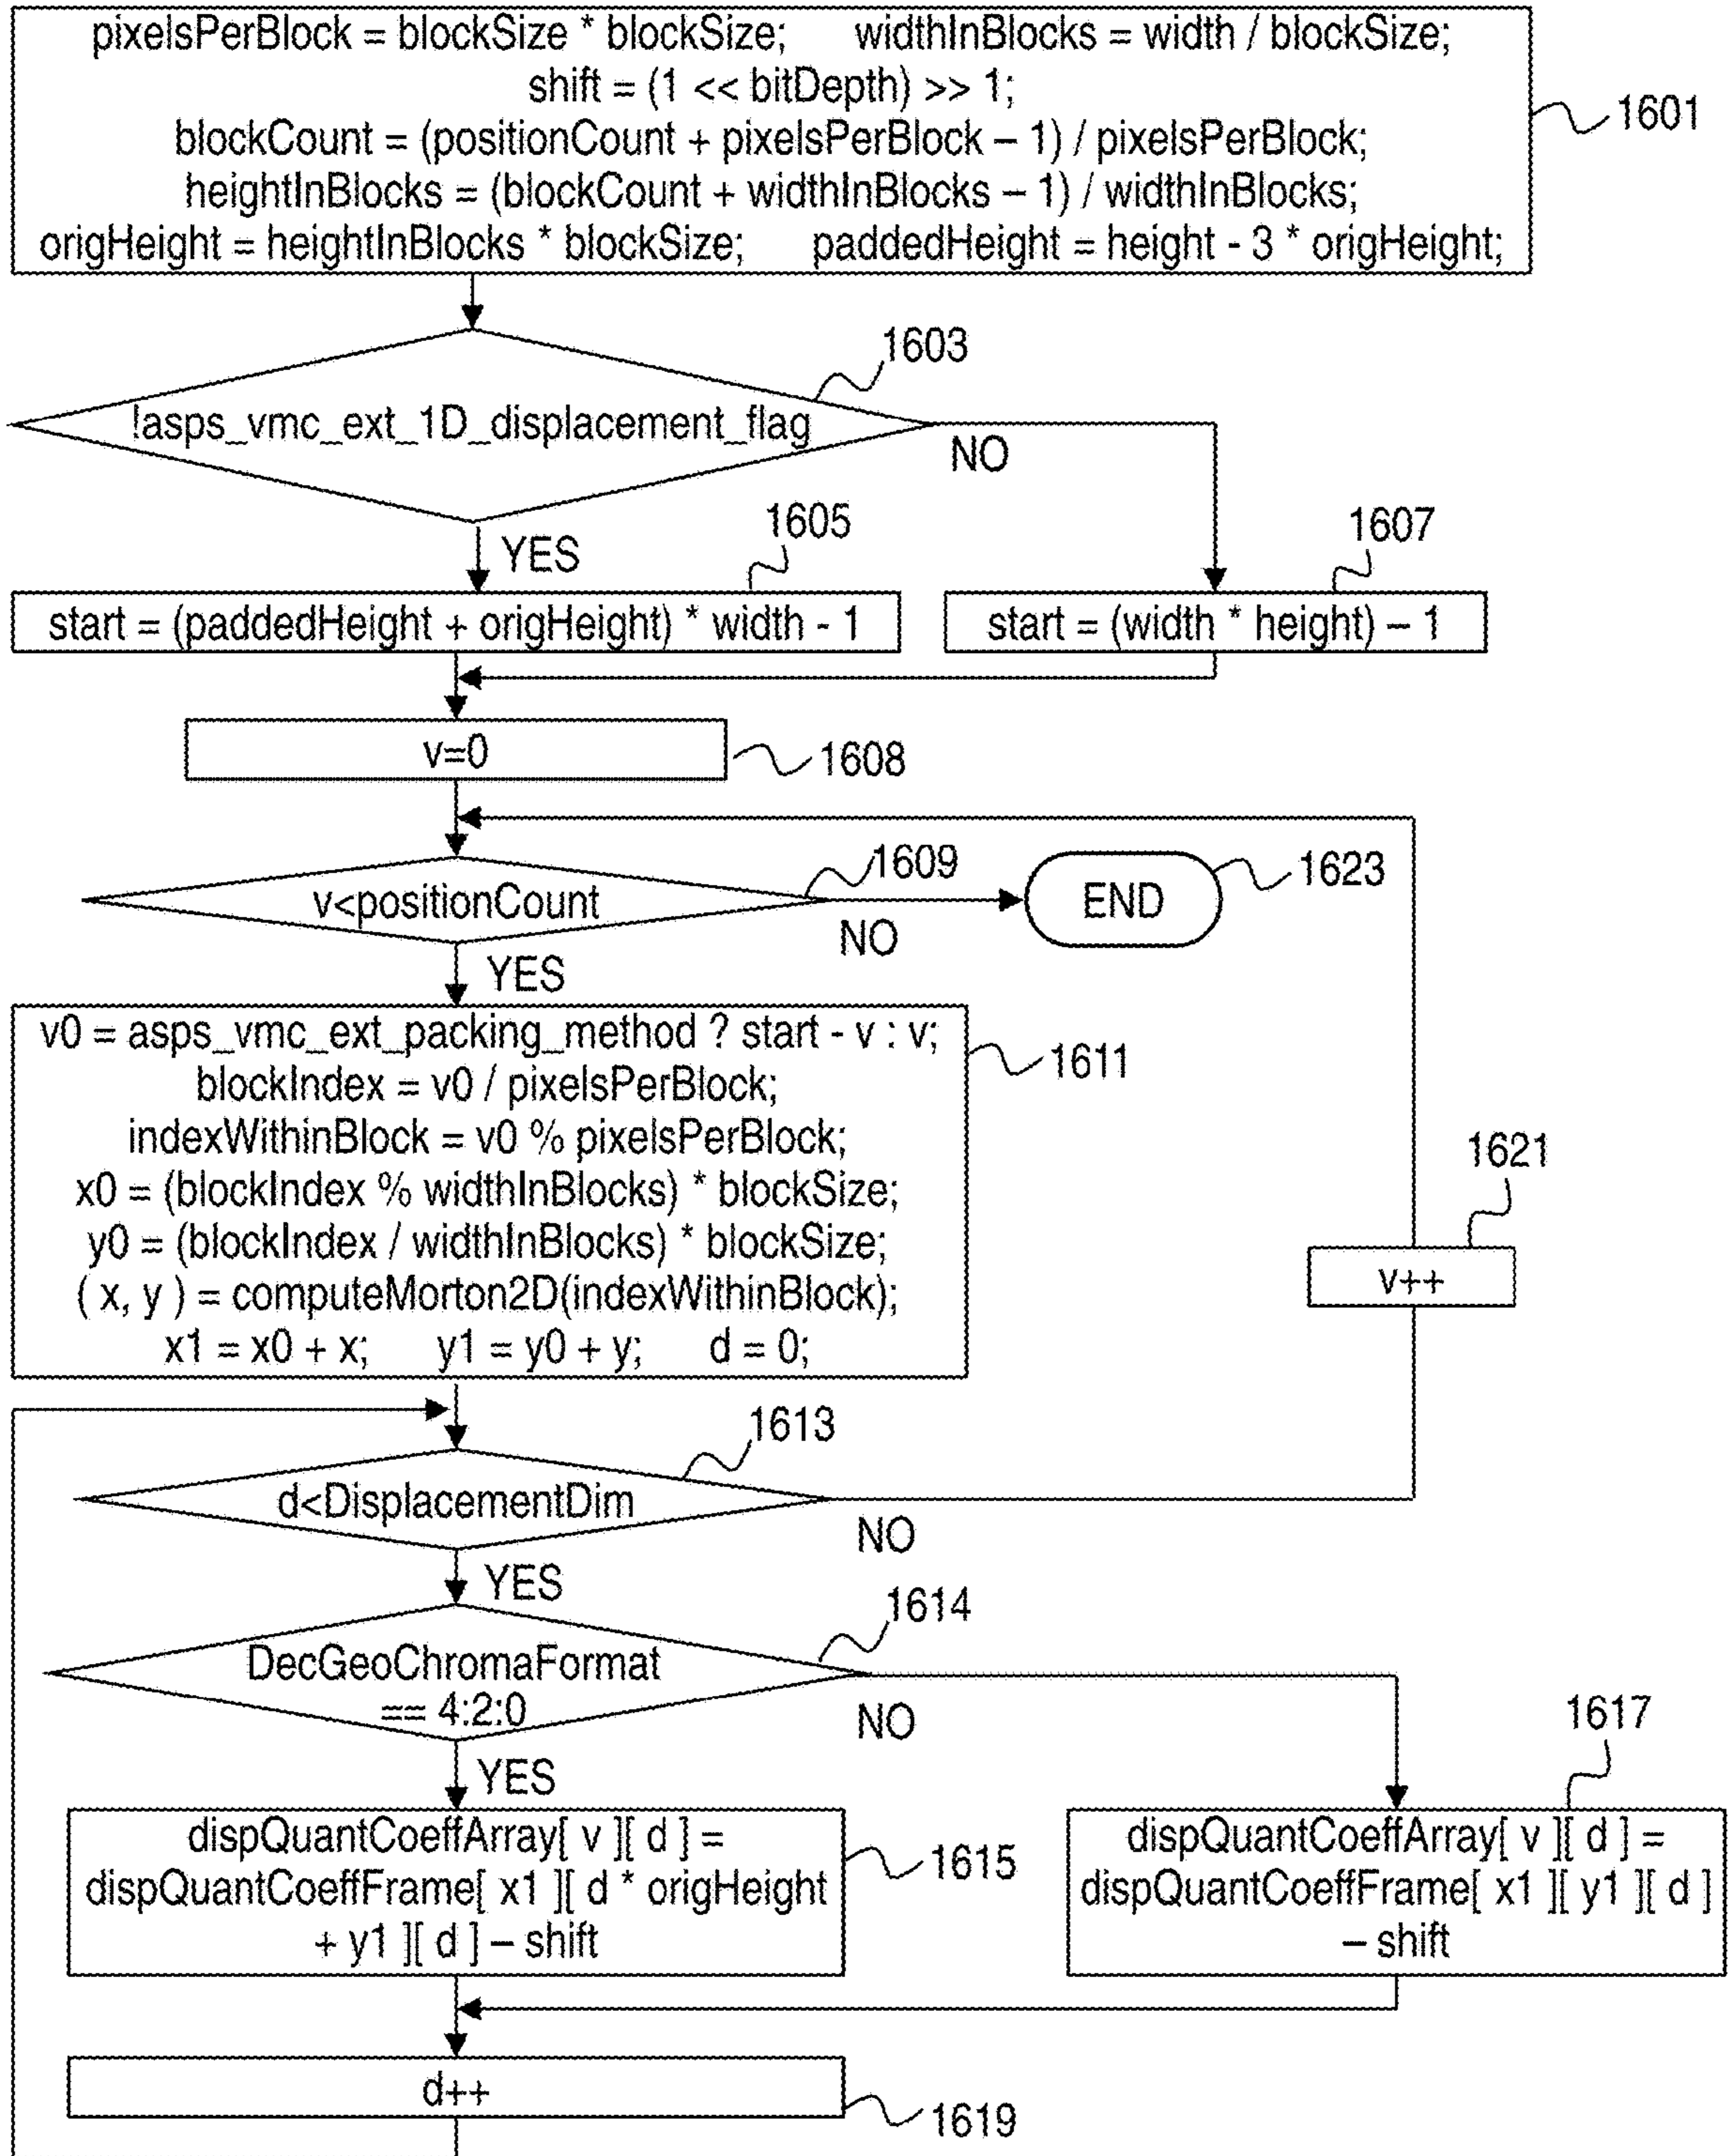 pixelsPerBlock = blockSize * blockSize; widthInBlocks = width / blockSize;
shift = (1 << bitDepth) >> 1;
blockCount = (positionCount + pixelsPerBlock – 1) / pixelsPerBlock;
heightInBlocks = (blockCount + widthInBlocks – 1) / widthInBlocks;
origHeight = heightInBlocks * blockSize; paddedHeight = height - 3 * origHeight;
1601
1603
!asps_vmc_ext_1D_displacement_flag
NO
YES
1605
1607
start = (paddedHeight + origHeight) * width - 1
start = (width * height) – 1
v=0
1608
1609
v<positionCount
NO
END
1623
YES
v0 = asps_vmc_ext_packing_method ? start - v : v;
blockIndex = v0 / pixelsPerBlock;
indexWithinBlock = v0 % pixelsPerBlock;
x0 = (blockIndex % widthInBlocks) * blockSize;
y0 = (blockIndex / widthInBlocks) * blockSize;
( x, y ) = computeMorton2D(indexWithinBlock);
x1 = x0 + x; y1 = y0 + y; d = 0;
1611
1621
v++
1613
d<DisplacementDim
NO
YES
1614
DecGeoChromaFormat
== 4:2:0
NO
YES
1617
dispQuantCoeffArray[ v ][ d ] =
dispQuantCoeffFrame[ x1 ][ d * origHeight
+ y1 ][ d ] – shift
1615
dispQuantCoeffArray[ v ][ d ] =
dispQuantCoeffFrame[ x1 ][ y1 ][ d ]
– shift
d++
1619